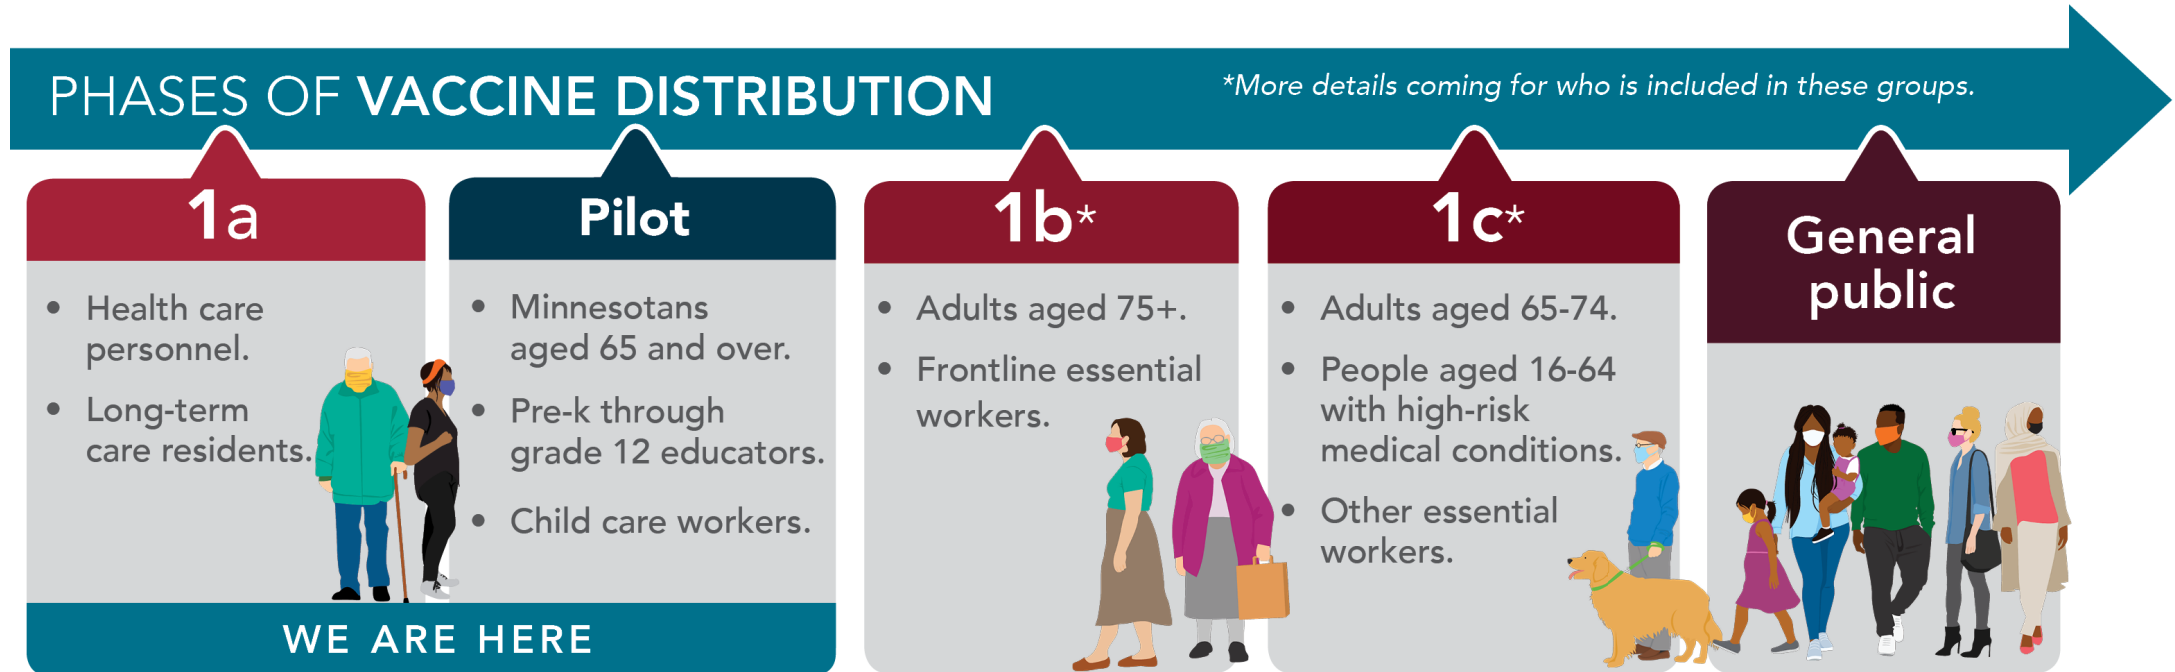 PHASES OF VACCINE DISTRIBUTION
*More details coming for who is included in these groups.
1a
• Health care
personnel.
• Long-term
care residents.
Pilot
• Minnesotans
aged 65 and over.
• Pre-k through
grade 12 educators.
• Child care workers.
WE ARE HERE
1b*
• Adults aged 75+.
• Frontline essential
workers.
1c*
• Adults aged 65-74.
• People aged 16-64
with high-risk
medical conditions.
• Other essential
workers.
General
public